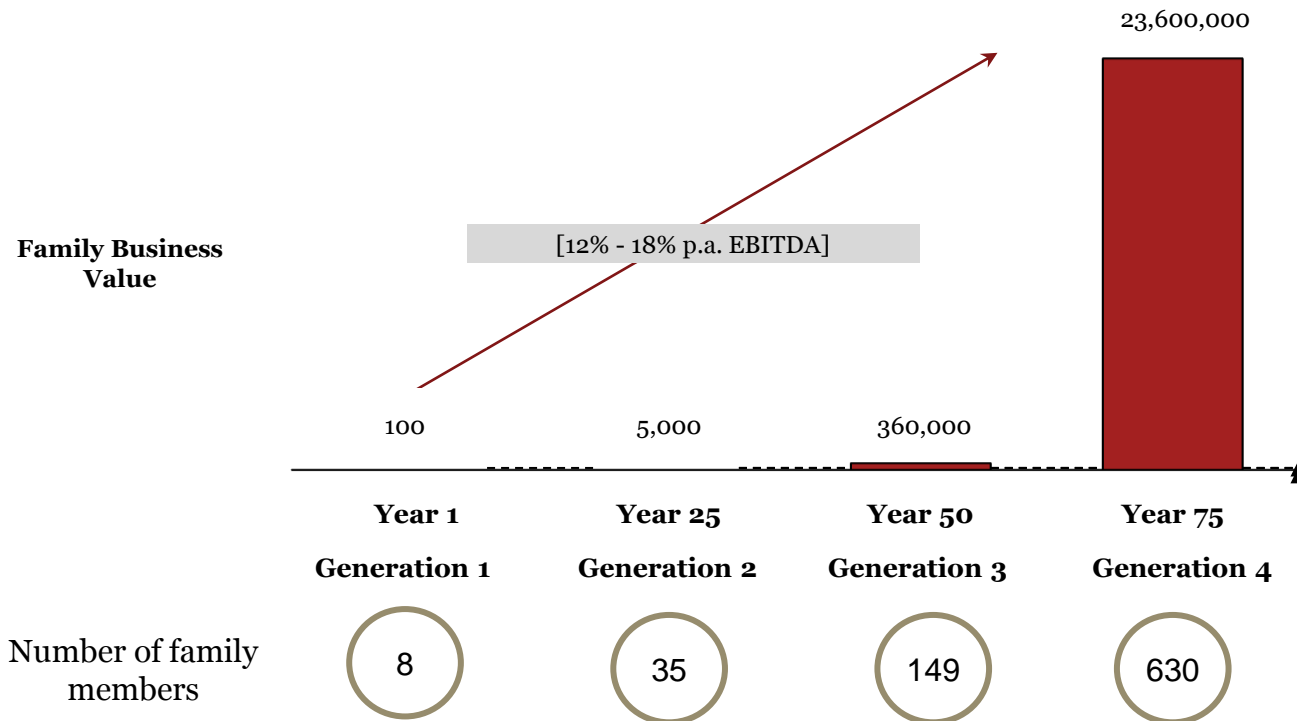 23,600,000
Family Business
Value
[12% - 18% p.a. EBITDA]
100
5,000
360,000
Year 1
Year 25
Year 50
Year 75
Generation 1
Generation 2
Generation 3
Generation 4
Number of family
members
8
35
149
630